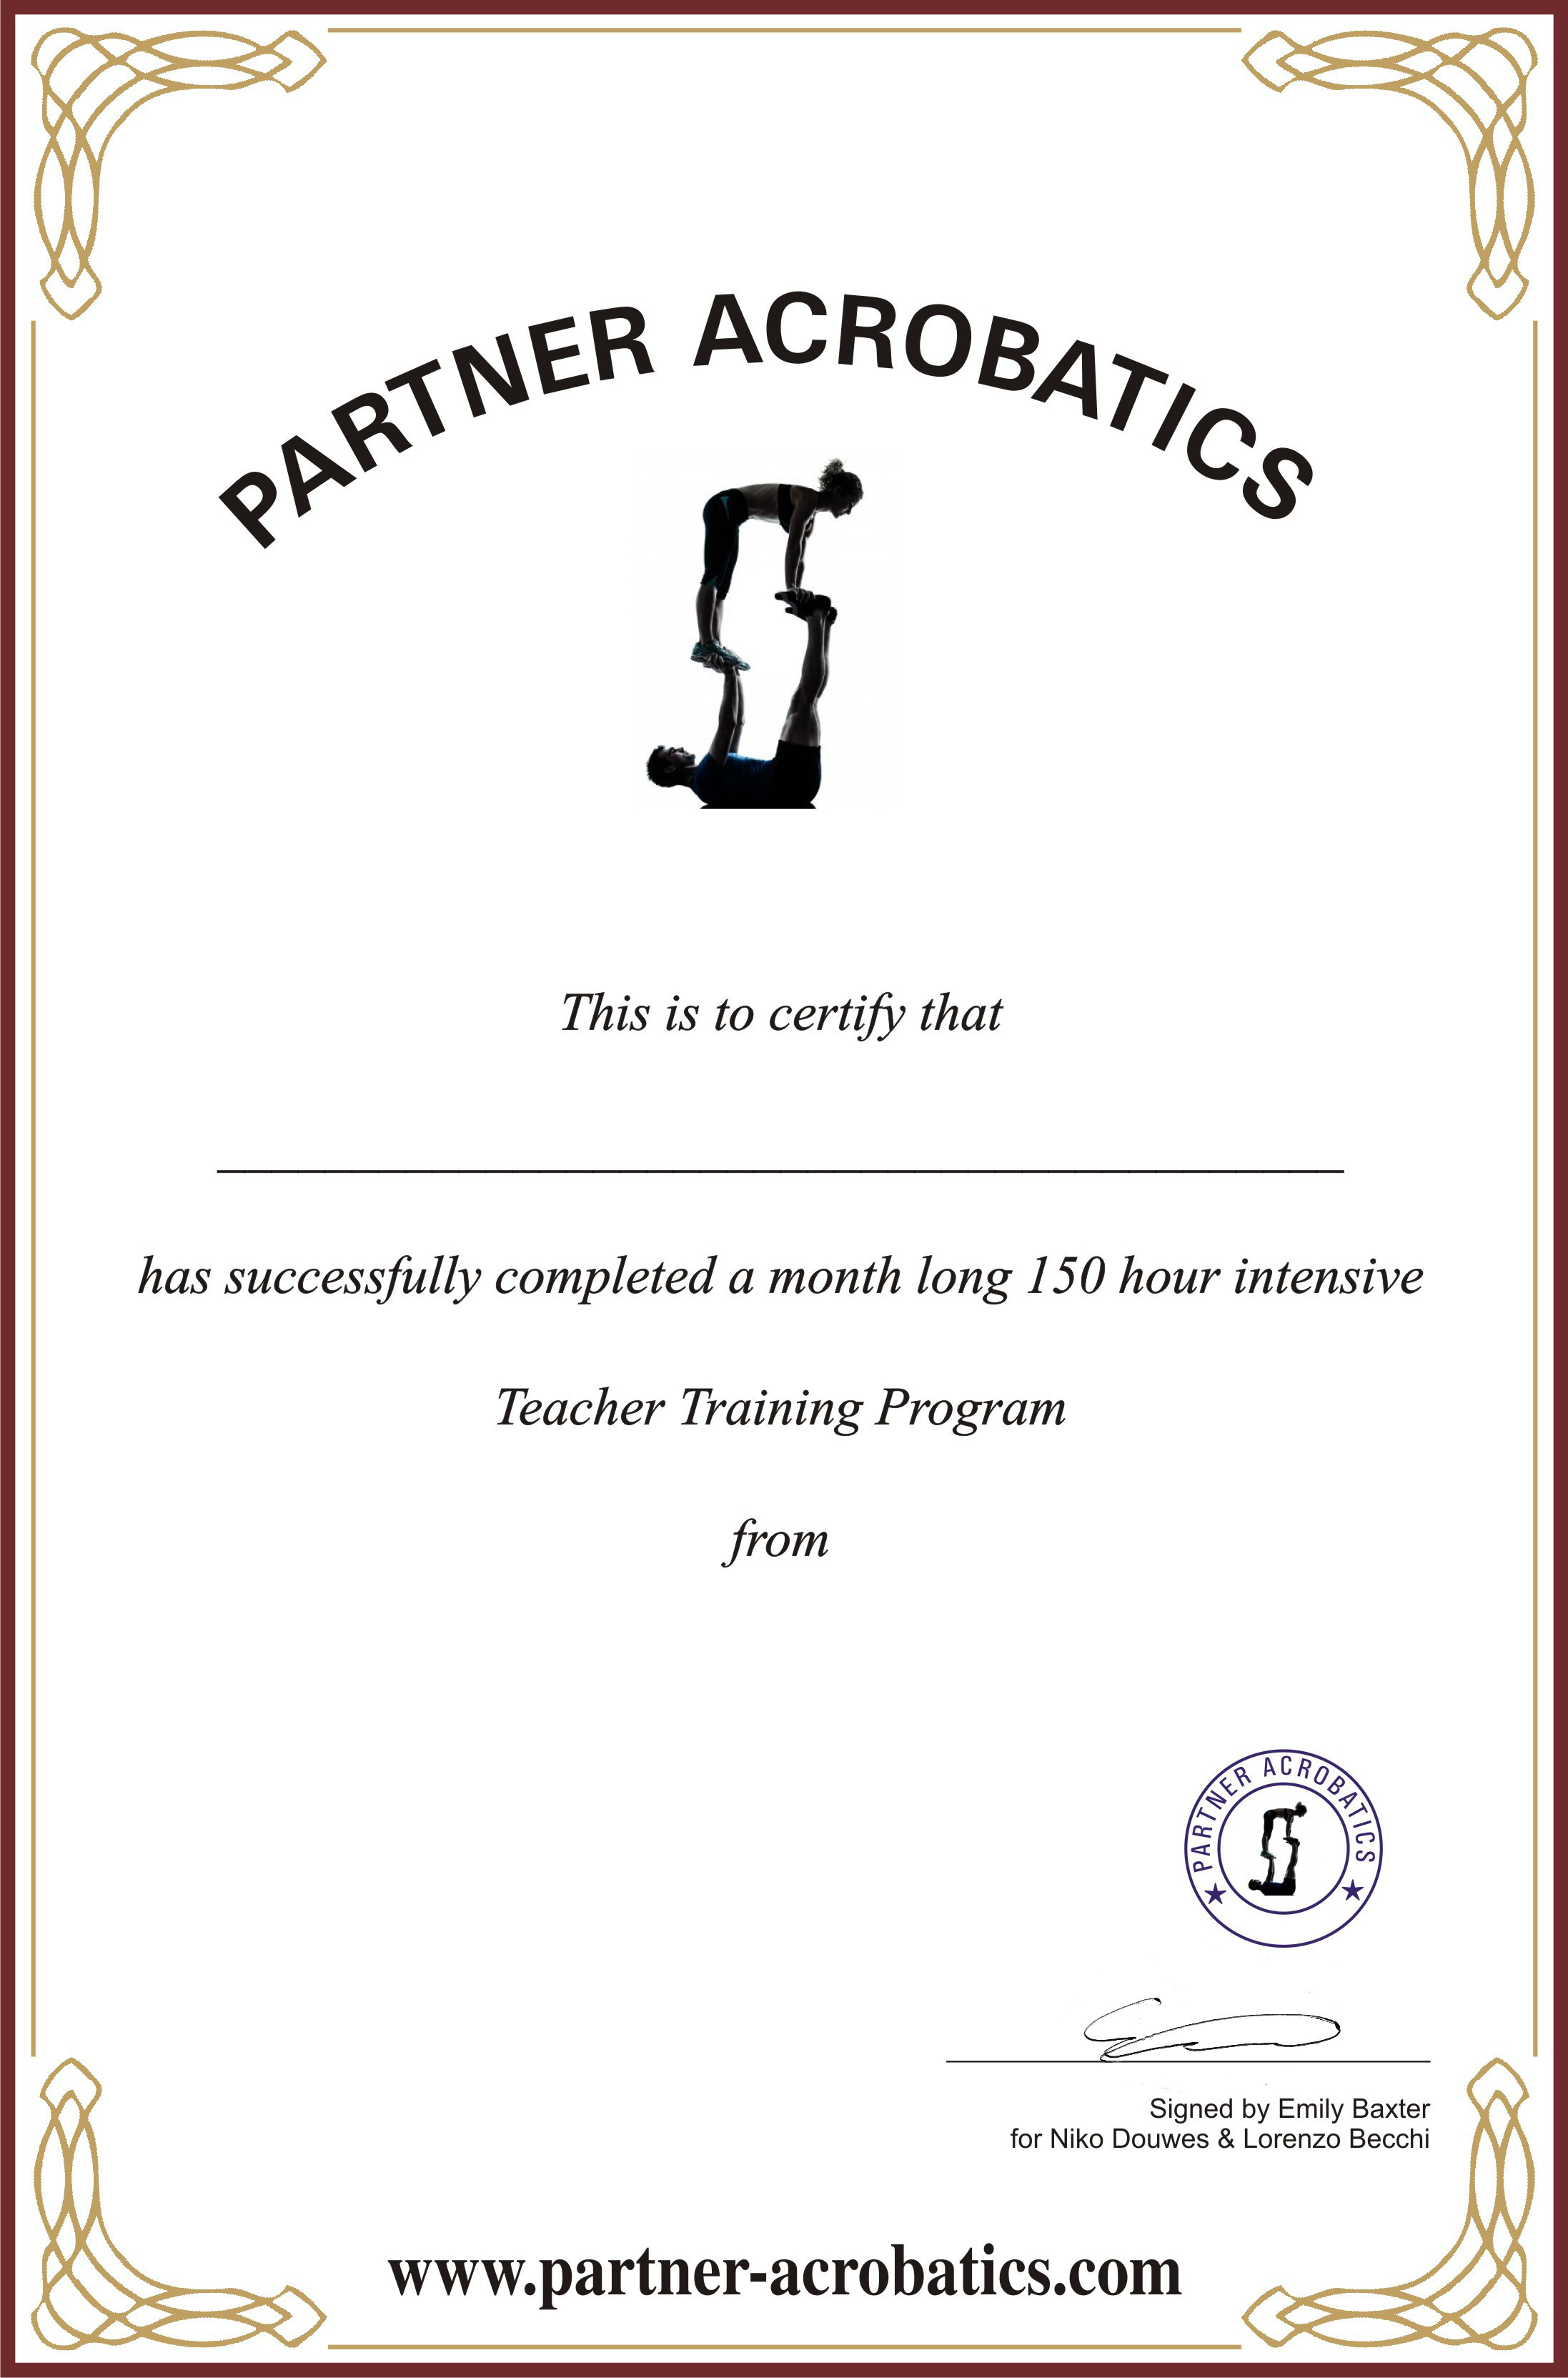 PARTNER ACROBATICS
This is to certify that
has successfully completed a month long 150 hour intensive
Teacher Training Program
from
PARTNER ACROBATICS
Signed by Emily Baxter
for Niko Douwes & Lorenzo Becchi
www.partner-acrobatics.com